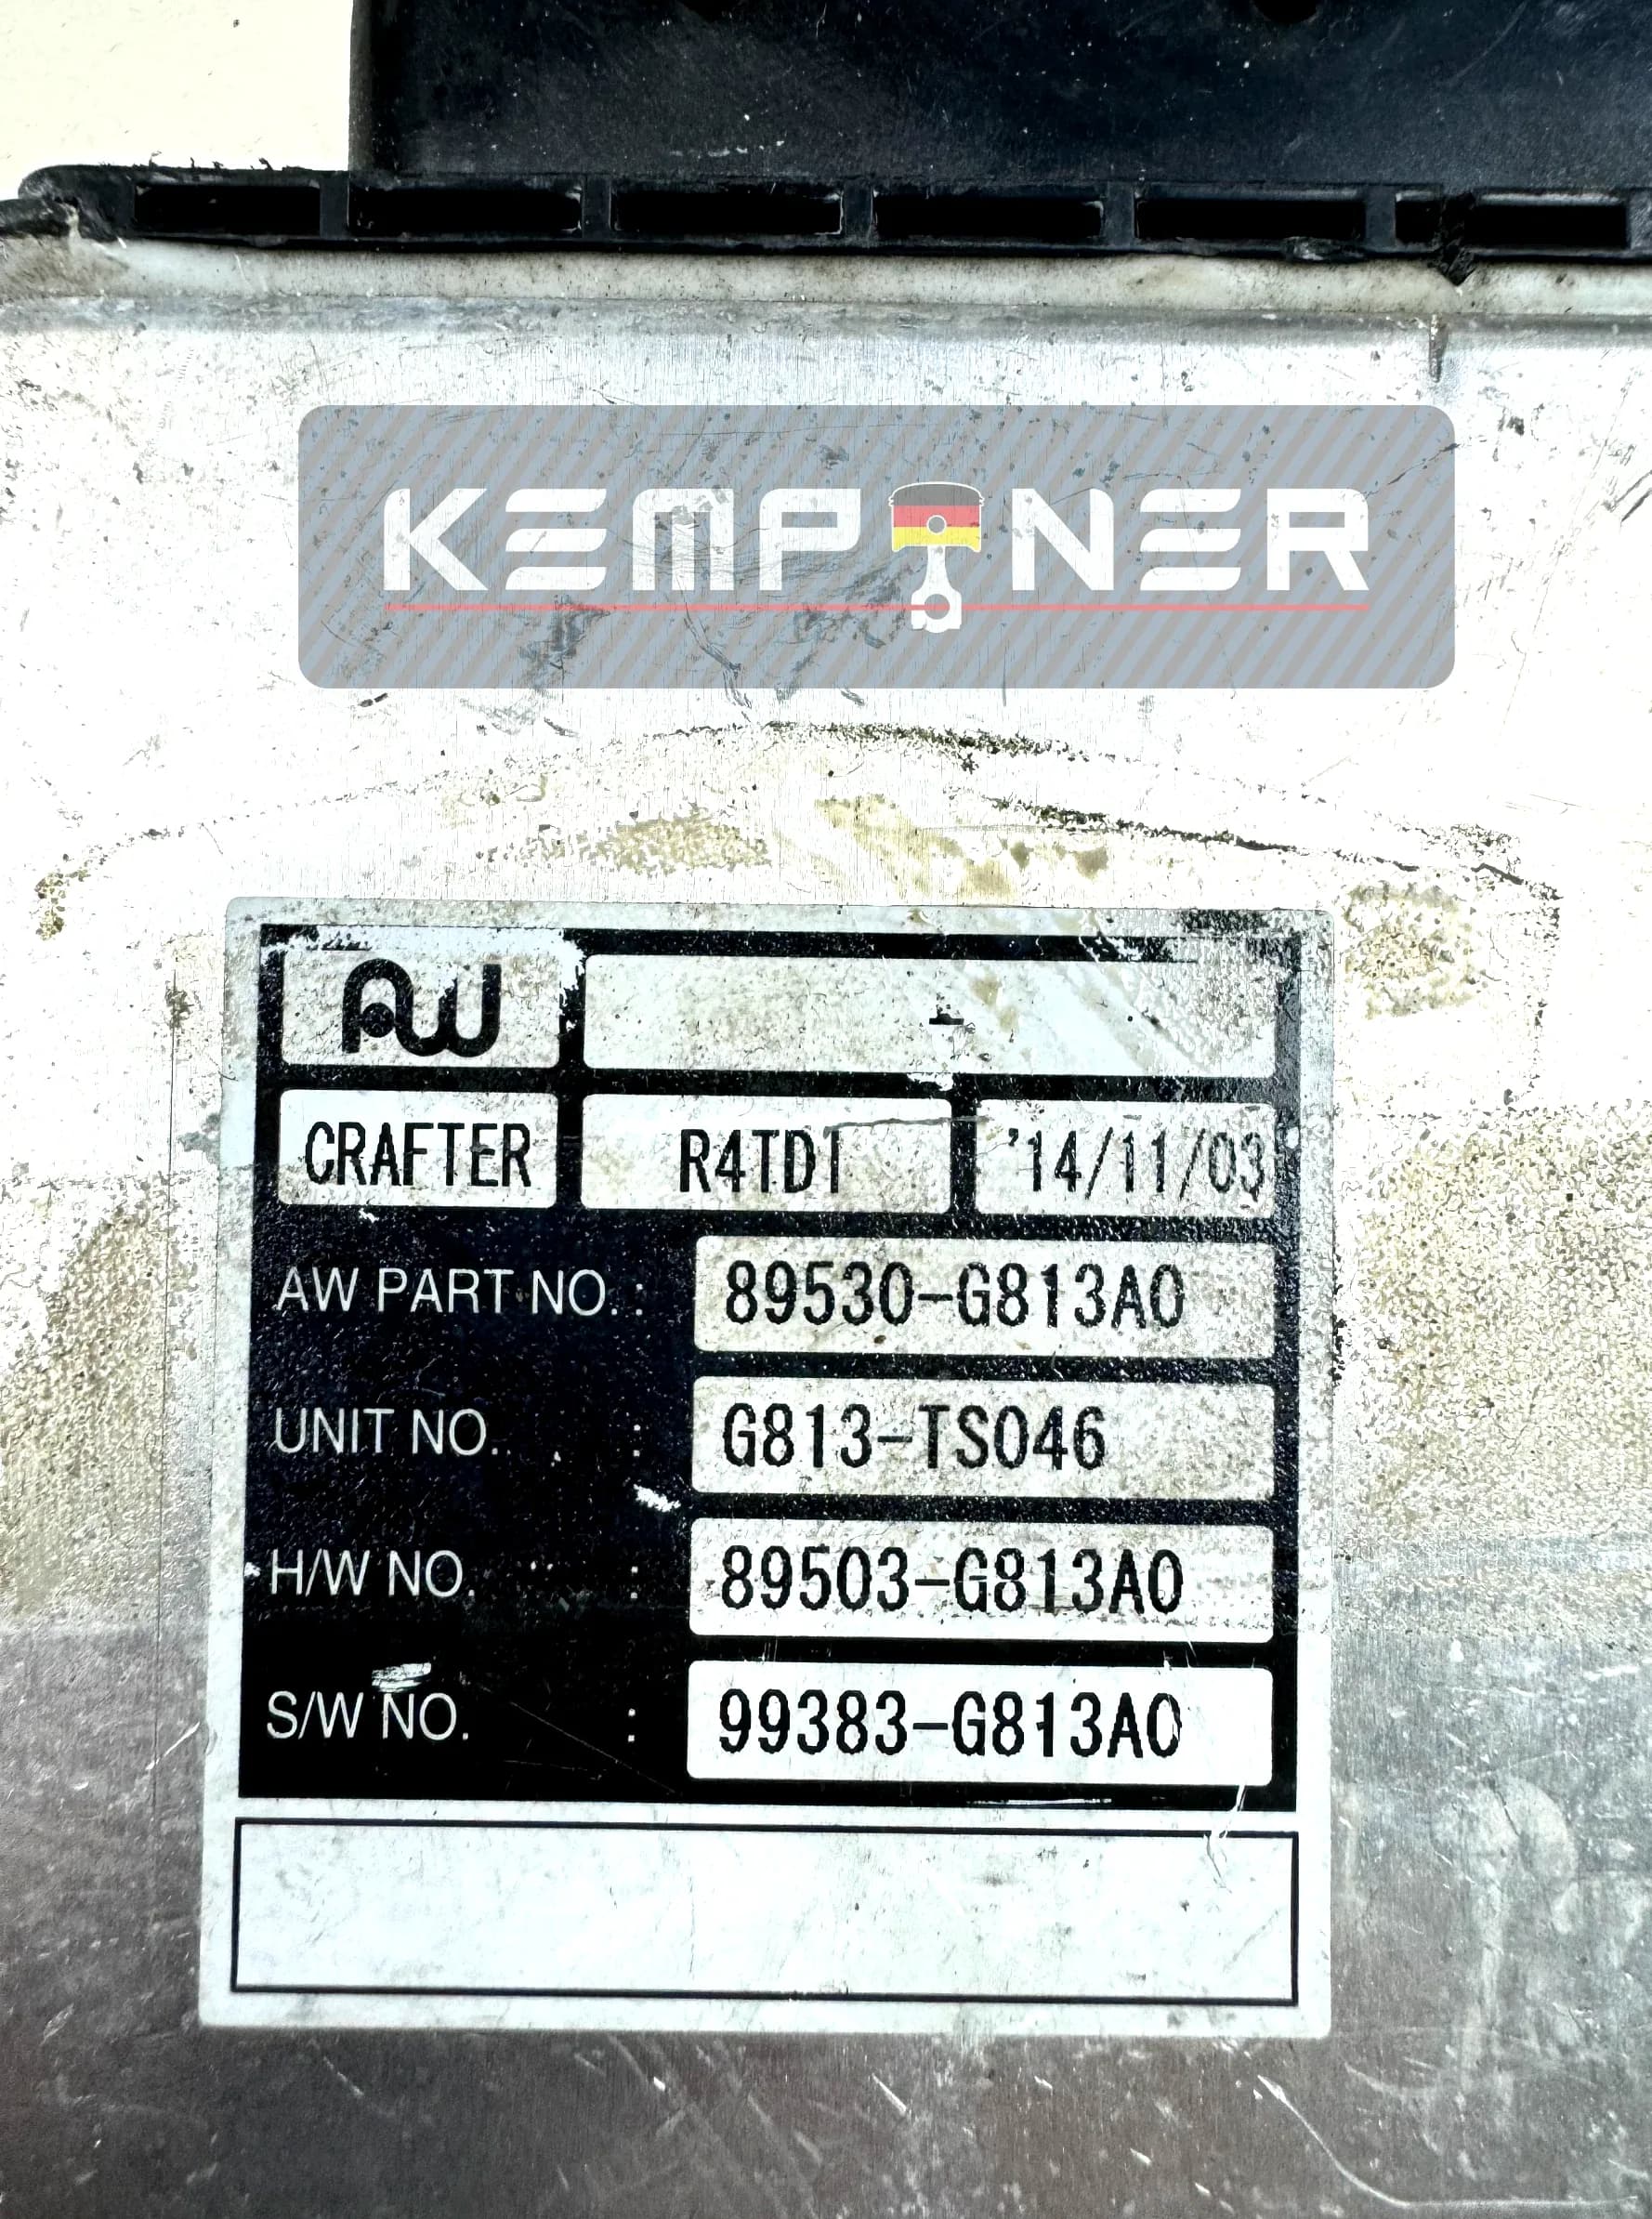 KEMPTNER
AW
-
CRAFTER R4TDI '14/11/03
AW PART NO. : 89530-G813A0
UNIT NO. : G813-TS046
H/W NO. : 89503-G813A0
S/W NO. : 99383-G813A0